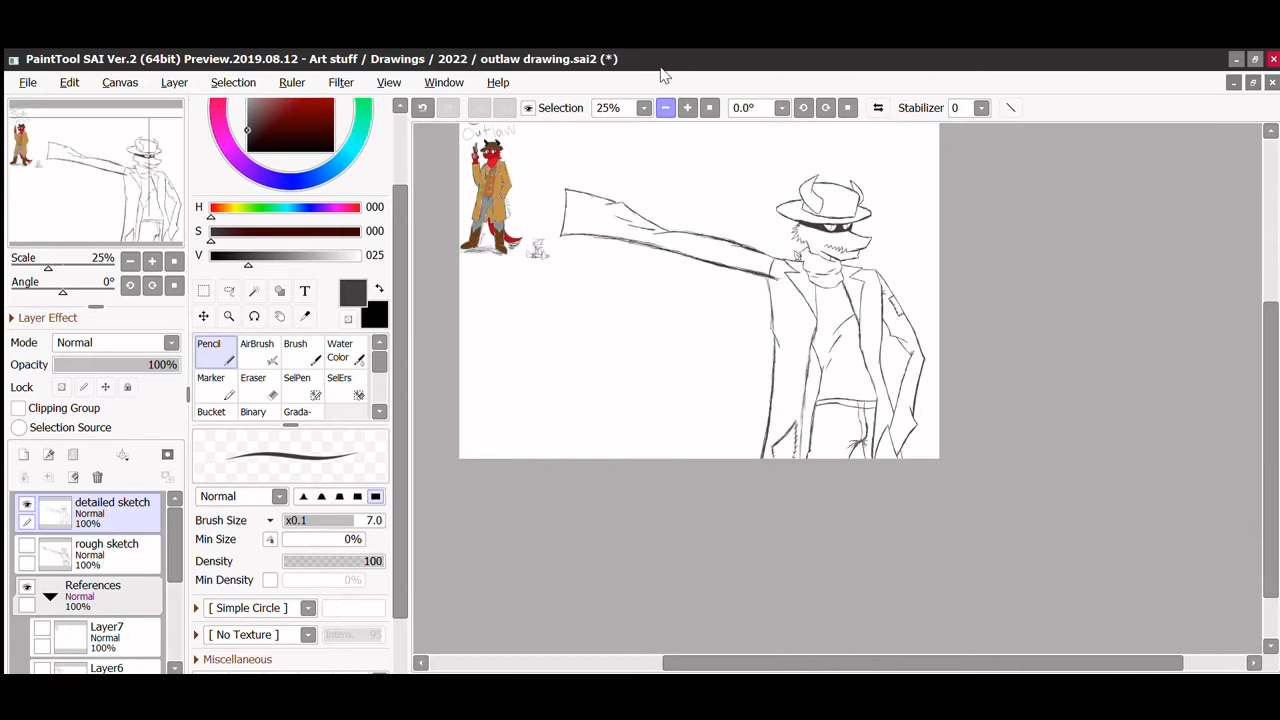 PaintTool SAI Ver.2 (64bit) Preview.2019.08.12 - Art stuff / Drawings / 2022 / outlaw drawing.sai2 (*)
File Edit Canvas Layer Selection Ruler Filter View Window Help
Selection 25% 0.0° Stabilizer 0
Outlaw
Scale 25%
Angle 0°
Layer Effect
Mode Normal
Opacity 100%
Lock
Clipping Group
Selection Source
detailed sketch
Normal
100%
rough sketch
Normal
100%
References
Normal
100%
Layer7
Normal
100%
Layer6
H 000
S 000
V 025
T
Pencil AirBrush Brush Water Color
Marker Eraser SelPen SelErs
Bucket Binary Grada-
Normal
Brush Size x0.1 7.0
Min Size 0%
Density 100
Min Density 0%
[ Simple Circle ]
[ No Texture ] Intens. 95
Miscellaneous